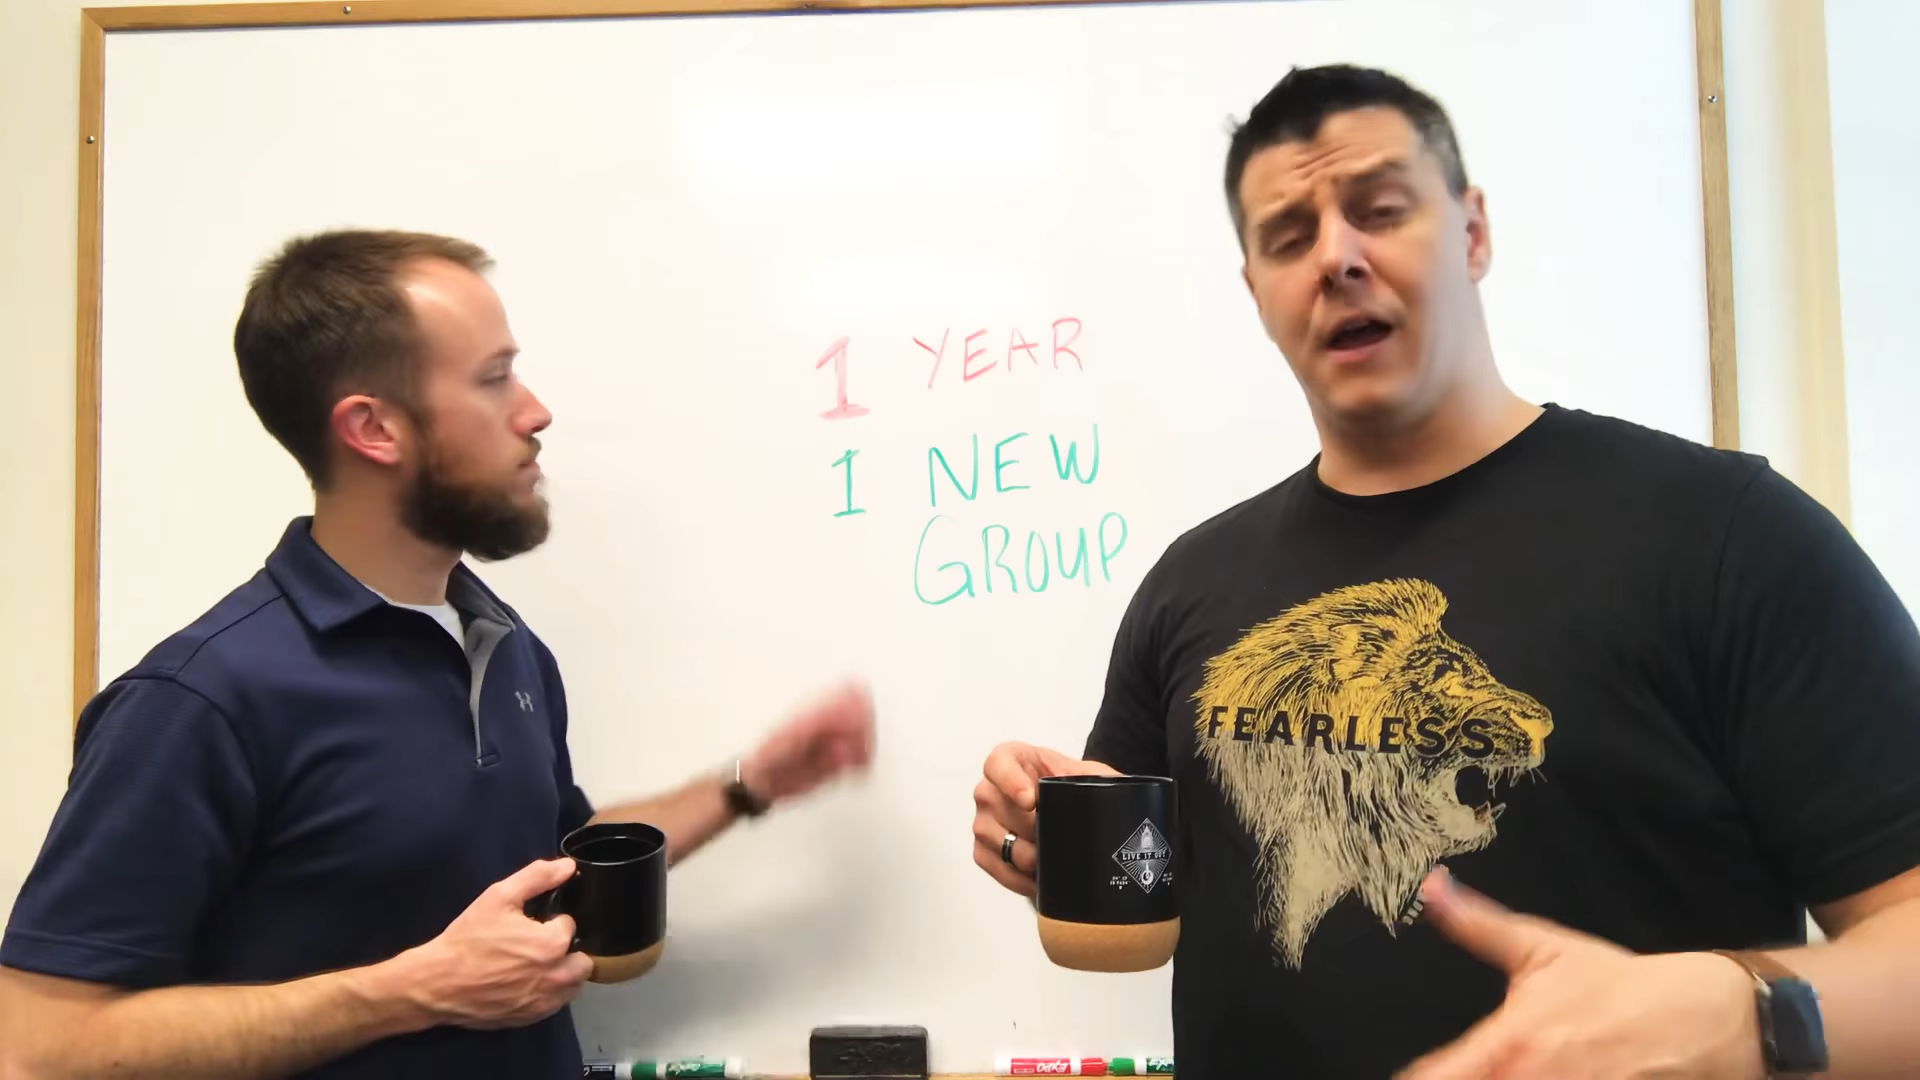 1 YEAR
1 NEW
GROUP
FEARLESS
LIVE IT OUT
EXPO